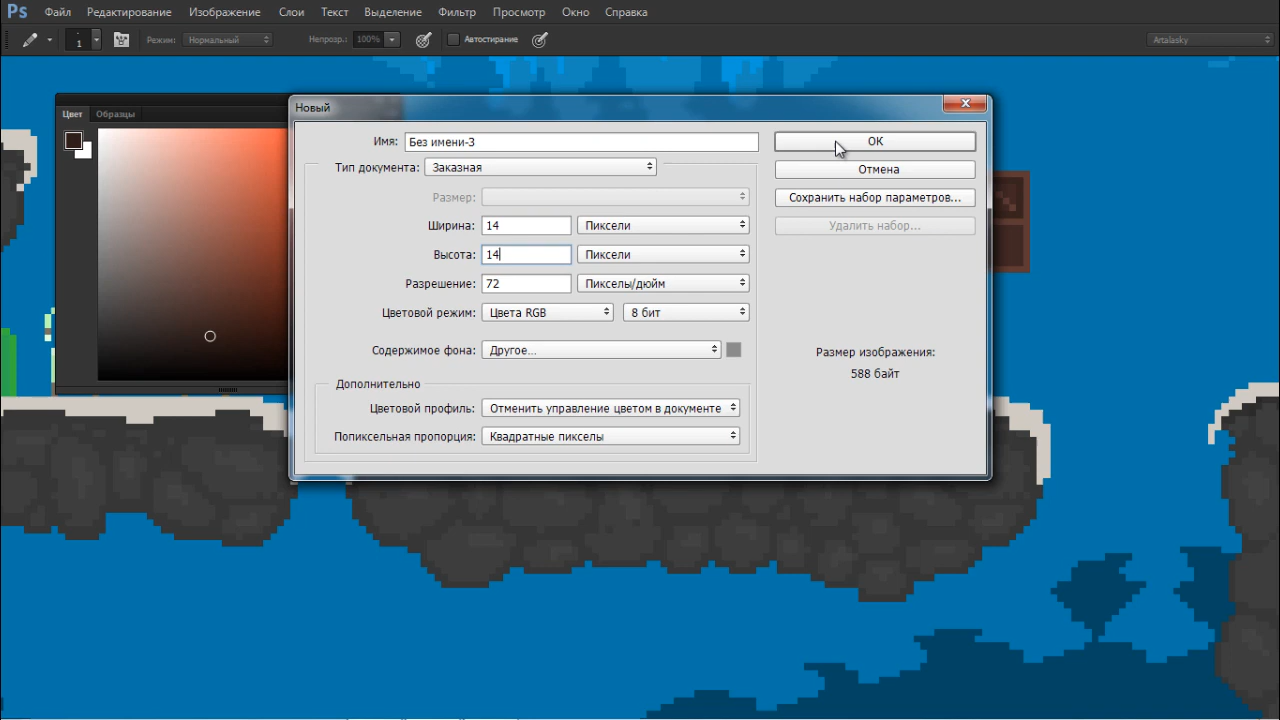 Ps Файл Редактирование Изображение Слои Текст Выделение Фильтр Просмотр Окно Справка
1 Режим: Нормальный Непрозр.: 100% Автостирание Artalasky
Цвет Образцы
Новый
Имя: Без имени-3
ОК
Тип документа: Заказная
Отмена
Размер:
Сохранить набор параметров...
Ширина: 14 Пиксели
Удалить набор...
Высота: 14 Пиксели
Разрешение: 72 Пикселы/дюйм
Цветовой режим: Цвета RGB 8 бит
Содержимое фона: Другое...
Размер изображения:
588 байт
Дополнительно
Цветовой профиль: Отменить управление цветом в документе
Попиксельная пропорция: Квадратные пикселы